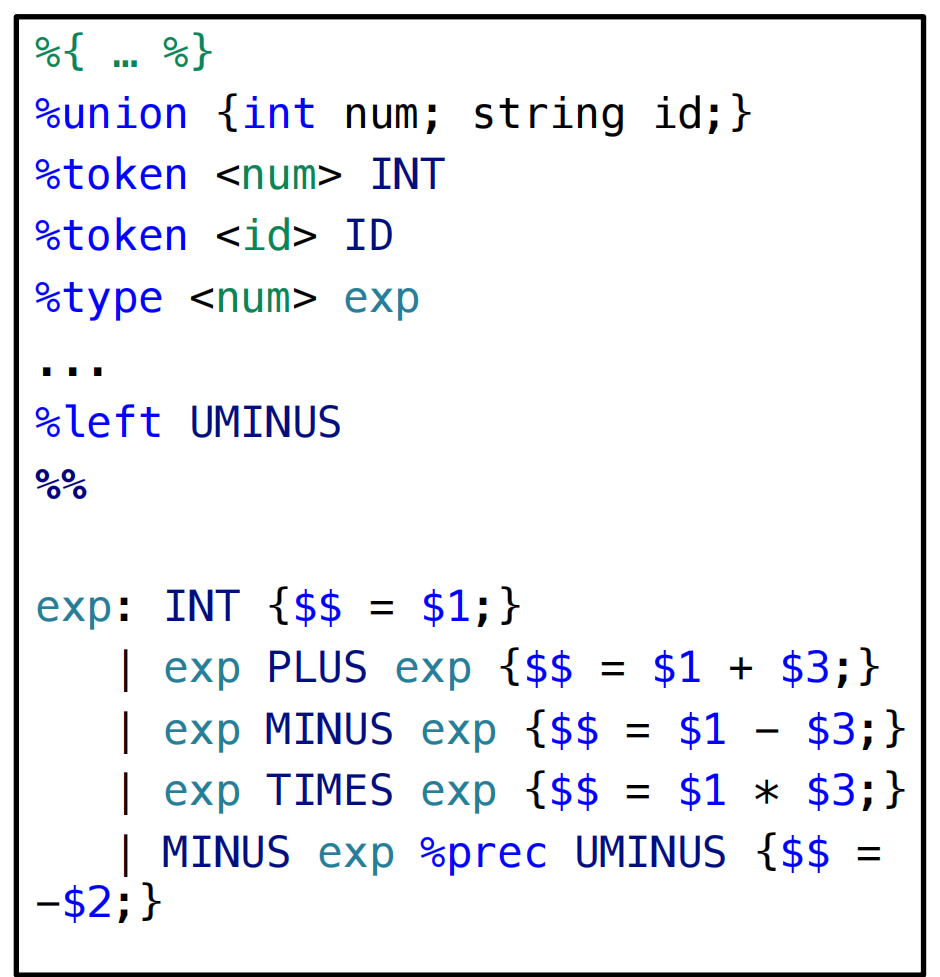 %{ … %}
%union {int num; string id;}
%token <num> INT
%token <id> ID
%type <num> exp
...
%left UMINUS
%%
exp: INT {$$ = $1;}
| exp PLUS exp {$$ = $1 + $3;}
| exp MINUS exp {$$ = $1 − $3;}
| exp TIMES exp {$$ = $1 * $3;}
| MINUS exp %prec UMINUS {$$ =
−$2;}